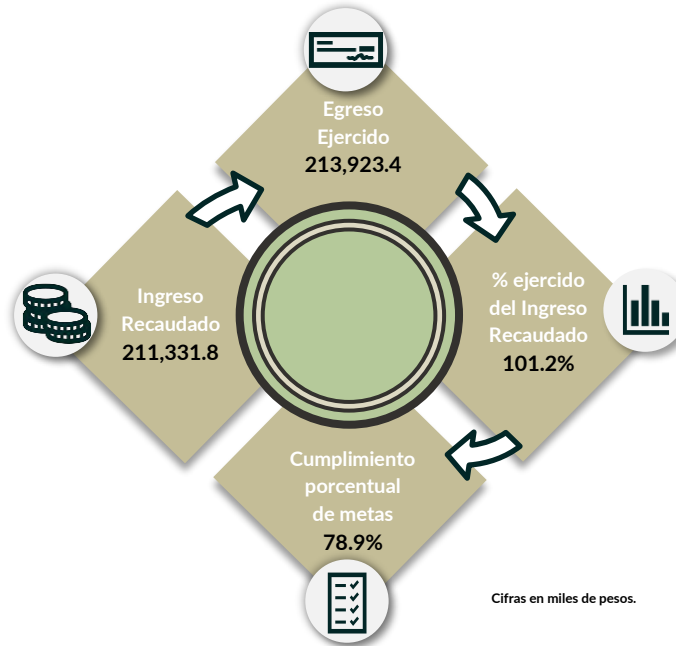 Egreso
Ejercido
213,923.4
Ingreso
Recaudado
211,331.8
% ejercido
del Ingreso
Recaudado
101.2%
Cumplimiento
porcentual
de metas
78.9%
Cifras en miles de pesos.